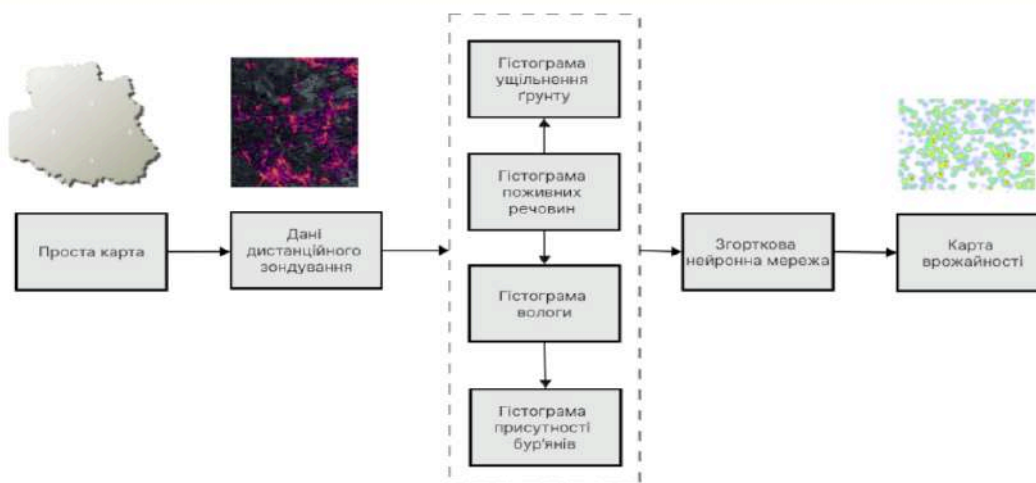 Проста карта
Дані
дистанційного
зондування
Гістограма
ущільнення
ґрунту
Гістограма
поживних
речовин
Гістограма
вологи
Гістограма
присутності
бур'янів
Згорткова
нейронна мережа
Карта
врожайності